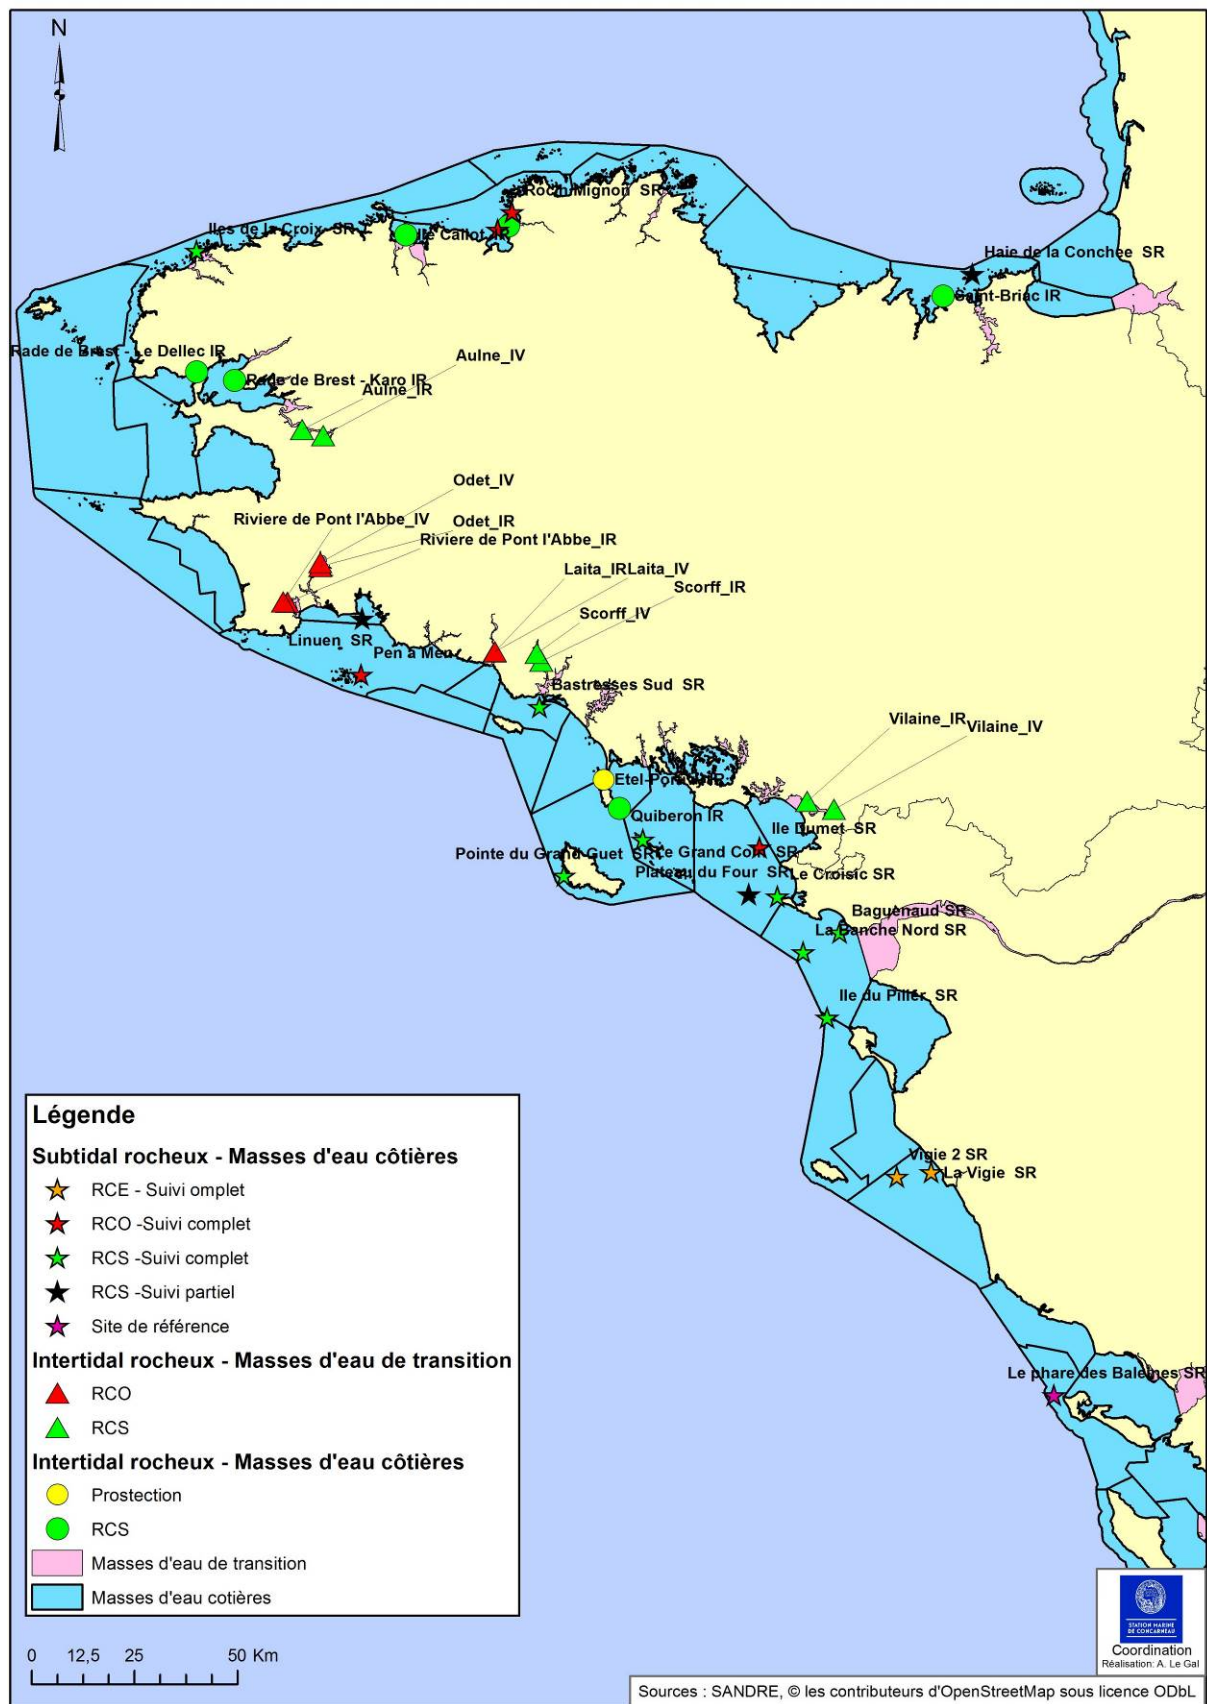 N
Roc'h Mignon SR
Iles de la Croix SR
Ile Callot IR
Haie de la Conchée SR
Saint-Briac IR
Rade de Brest - Le Dellec IR
Aulne_IV
Rade de Brest - Karo IR
Aulne_IR
Odet_IV
Riviere de Pont l'Abbe_IV
Odet_IR
Riviere de Pont l'Abbe_IR
Laita_IR
Laita_IV
Scorff_IR
Scorff_IV
Linuen SR
Pen a Men
Bastresses Sud SR
Vilaine_IR
Vilaine_IV
Quiberon IR
Ile Dumet SR
Pointe du Grand Guet SR
Le Grand Coin SR
Plateau du Four SR
Le Croisic SR
Baguenaud SR
La Banche Nord SR
Ile du Pilier SR
Vigie 2 SR
La Vigie SR
Le phare des Baleines SR
Légende
Subtidal rocheux - Masses d'eau côtières
RCE - Suivi omplet
RCO -Suivi complet
RCS -Suivi complet
RCS -Suivi partiel
Site de référence
Intertidal rocheux - Masses d'eau de transition
RCO
RCS
Intertidal rocheux - Masses d'eau côtières
Prostection
RCS
Masses d'eau de transition
Masses d'eau cotières
0 12,5 25 50 Km
STATION MARINE
DE CONCARNEAU
Coordination
Réalisation: A. Le Gal
Sources : SANDRE, © les contributeurs d'OpenStreetMap sous licence ODbL